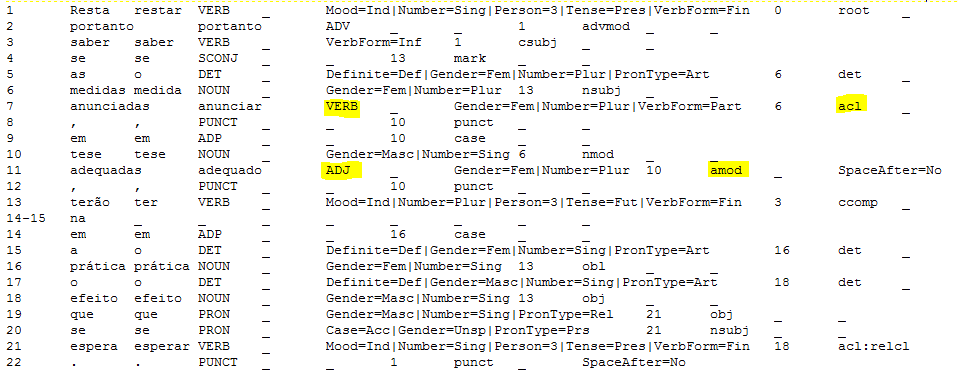 1 Resta restar VERB _ Mood=Ind|Number=Sing|Person=3|Tense=Pres|VerbForm=Fin 0 root _
2 portanto portanto ADV _ _ 1 advmod _ _
3 saber saber VERB _ VerbForm=Inf 1 csubj _ _
4 se se SCONJ _ _ 13 mark _ _
5 as o DET _ Definite=Def|Gender=Fem|Number=Plur|PronType=Art 6 det _
6 medidas medida NOUN _ Gender=Fem|Number=Plur 13 nsubj _ _
7 anunciadas anunciar VERB _ Gender=Fem|Number=Plur|VerbForm=Part 6 acl _
8 , , PUNCT _ _ 10 punct _ _
9 em em ADP _ _ 10 case _ _
10 tese tese NOUN _ Gender=Masc|Number=Sing 6 nmod _ _
11 adequadas adequado ADJ _ Gender=Fem|Number=Plur 10 amod _ SpaceAfter=No
12 , , PUNCT _ _ 10 punct _ _
13 terão ter VERB _ Mood=Ind|Number=Plur|Person=3|Tense=Fut|VerbForm=Fin 3 ccomp _
14-15 na _ _ _ _ _ _ _
14 em em ADP _ _ 16 case _ _
15 a o DET _ Definite=Def|Gender=Fem|Number=Sing|PronType=Art 16 det _
16 prática prática NOUN _ Gender=Fem|Number=Sing 13 obl _ _
17 o o DET _ Definite=Def|Gender=Masc|Number=Sing|PronType=Art 18 det _
18 efeito efeito NOUN _ Gender=Masc|Number=Sing 13 obj _ _
19 que que PRON _ Gender=Masc|Number=Sing|PronType=Rel 21 obj _ _
20 se se PRON _ Case=Acc|Gender=Unsp|PronType=Prs 21 nsubj _ _
21 espera esperar VERB _ Mood=Ind|Number=Sing|Person=3|Tense=Pres|VerbForm=Fin 18 acl:relcl
22 . . PUNCT _ _ 1 punct _ SpaceAfter=No